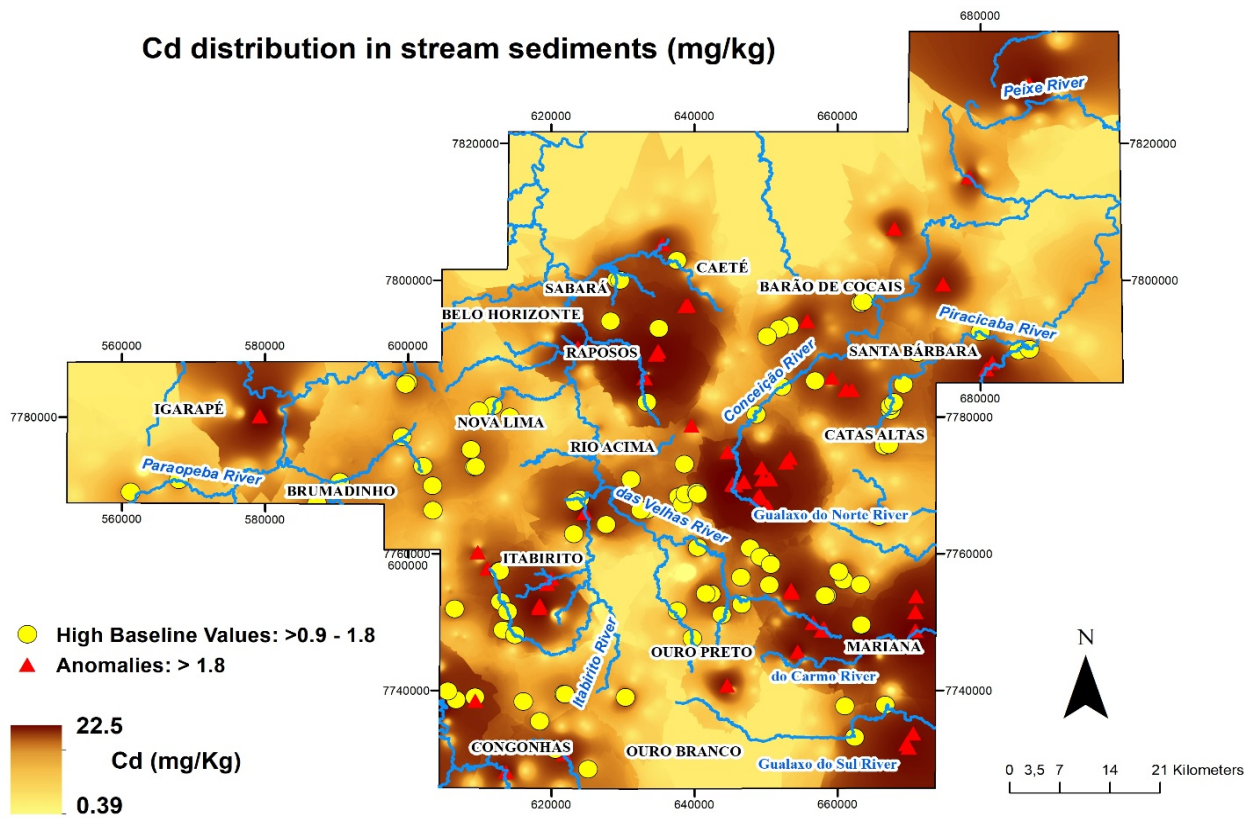 680000
Cd distribution in stream sediments (mg/kg)
Peixe River
620000
640000
660000
7820000
7820000
CAETÉ
SABARÁ
BARÃO DE COCAIS
7800000
7800000
BELO HORIZONTE
Piracicaba River
560000
580000
600000
RAPOSOS
SANTA BÁRBARA
Conceição River
680000
IGARAPÉ
7780000
7780000
NOVA LIMA
CATAS ALTAS
RIO ACIMA
Paraopeba River
BRUMADINHO
das Velhas River
Gualaxo do Norte River
560000
580000
7760000
600000
ITABIRITO
7760000
High Baseline Values: >0.9 - 1.8
Anomalies: > 1.8
Itabirito River
OURO PRETO
MARIANA
N
do Carmo River
7740000
7740000
22.5
Cd (mg/Kg)
0.39
CONGONHAS
OURO BRANCO
Gualaxo do Sul River
0 3,5 7 14 21 Kilometers
620000
640000
660000